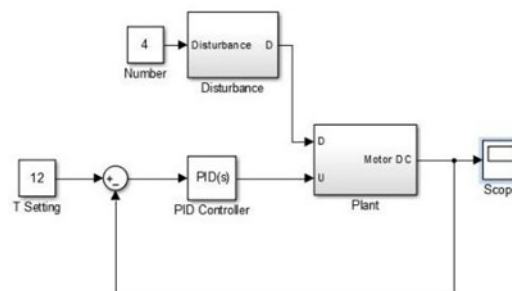 4
Number
Disturbance D
Disturbance
12
T Setting
+
−
PID(s)
PID Controller
D
U
Motor DC
Plant
Scop